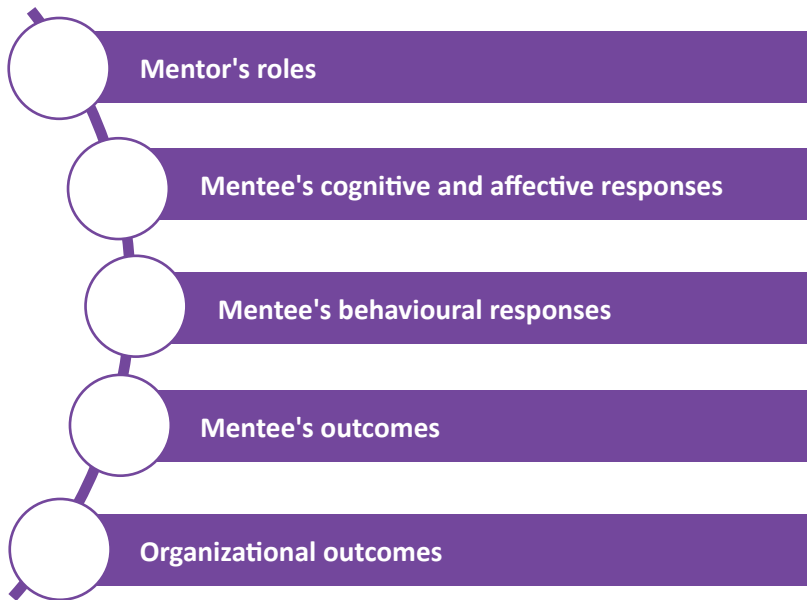 Mentor's roles
Mentee's cognitive and affective responses
Mentee's behavioural responses
Mentee's outcomes
Organizational outcomes